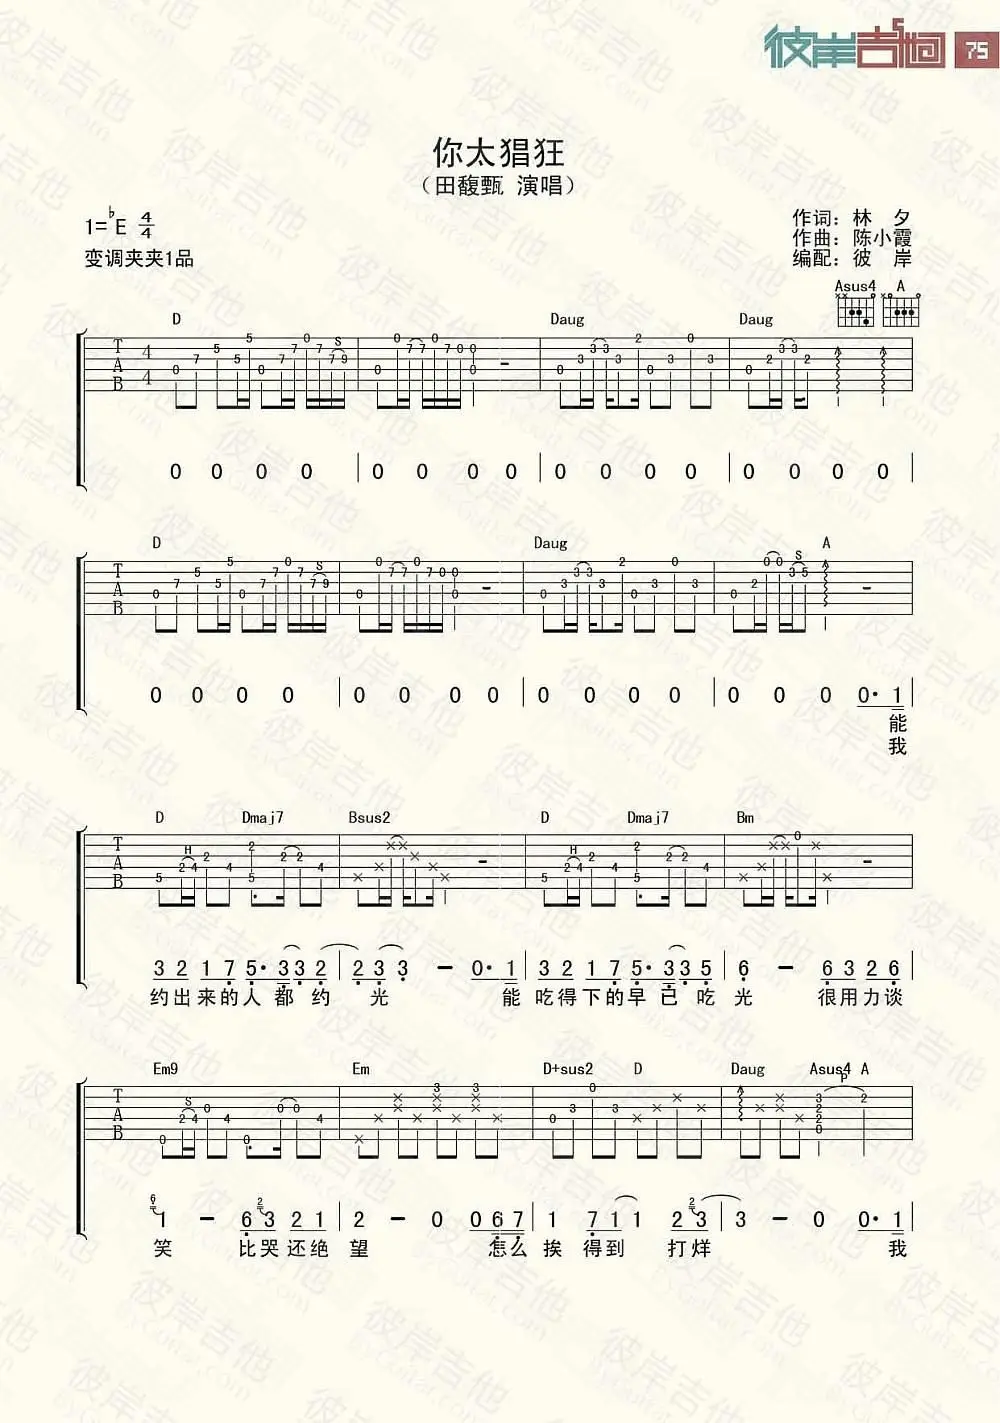 彼岸吉他 75
你太猖狂
（田馥甄 演唱）
1=♭E 4/4
作词：林 夕
作曲：陈小霞
变调夹夹1品
编配：彼 岸
Asus4 A
D Daug Daug
T 4
A 4
B
0 0 0 0 0 0 0 0 0 0 0 0 0 0 0 0
D Daug A
T
A
B
0 0 0 0 0 0 0 0 0 0 0 0 0 0 0 0· 1
能
我
D Dmaj7 Bsus2 D Dmaj7 Bm
T
A
B
3 2 1 7 5· 3 3 2 2 3 3 - 0· 1 3 2 1 7 5· 3 3 5 6 - 6 3 2 6
约出来的人都约 光 能 吃得下的早已吃 光 很用力谈
Em9 Em D+sus2 D Daug Asus4 A
T
A
B
1 - 6 3 2 1 2 - 0 0 6 7 1 7 1 1 2 3 3 - 0 0· 1
笑 比哭还绝 望 怎么 挨 得到 打烊 我